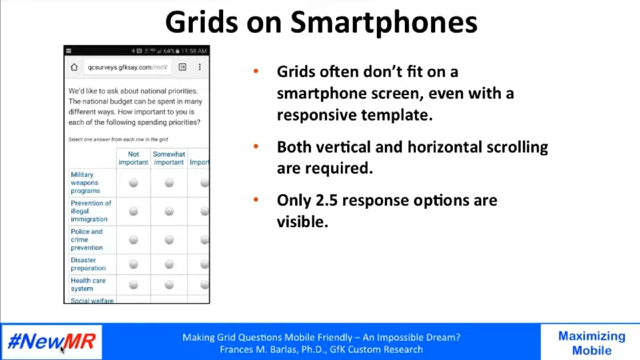 Grids on Smartphones
64% 11:50 AM
qcsurveys.gfksay.com/mrIV
We'd like to ask about national priorities.
The national budget can be spent in many
different ways. How important to you is
each of the following spending priorities?
Select one answer from each row in the grid
Not important
Somewhat important
Import
Military weapons programs
Prevention of illegal immigration
Police and crime prevention
Disaster preparation
Health care system
Social welfare
• Grids often don't fit on a
smartphone screen, even with a
responsive template.
• Both vertical and horizontal scrolling
are required.
• Only 2.5 response options are
visible.
#NewMR
Making Grid Questions Mobile Friendly – An Impossible Dream?
Frances M. Barlas, Ph.D., GfK Custom Research
Maximizing
Mobile